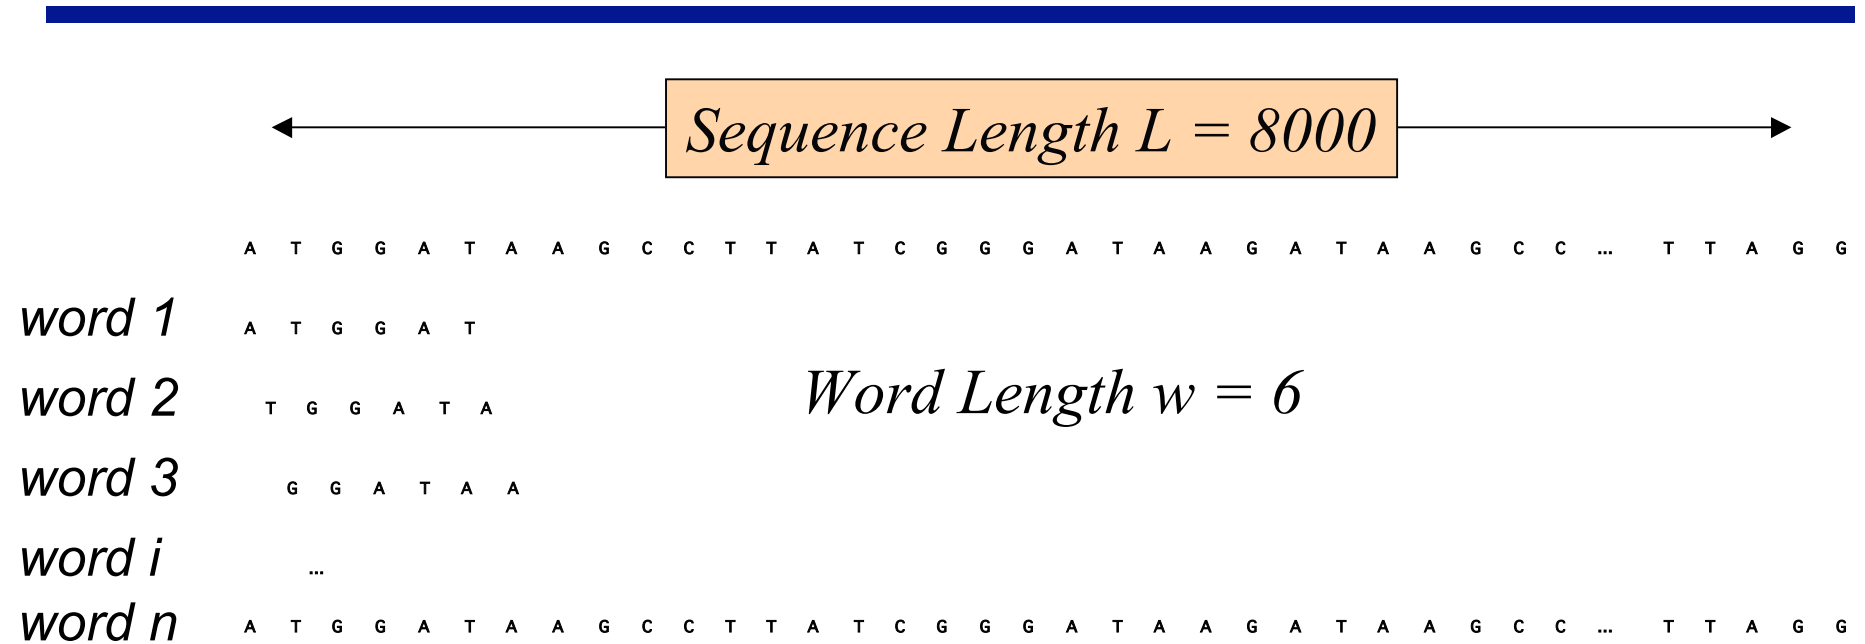 Sequence Length L = 8000
A T G G A T A A G C C T T A T C G G G A T A A G A T A A G C C ... T T A G G
word 1 A T G G A T
word 2 T G G A T A
Word Length w = 6
word 3 G G A T A A
word i ...
word n A T G G A T A A G C C T T A T C G G G A T A A G A T A A G C C ... T T A G G